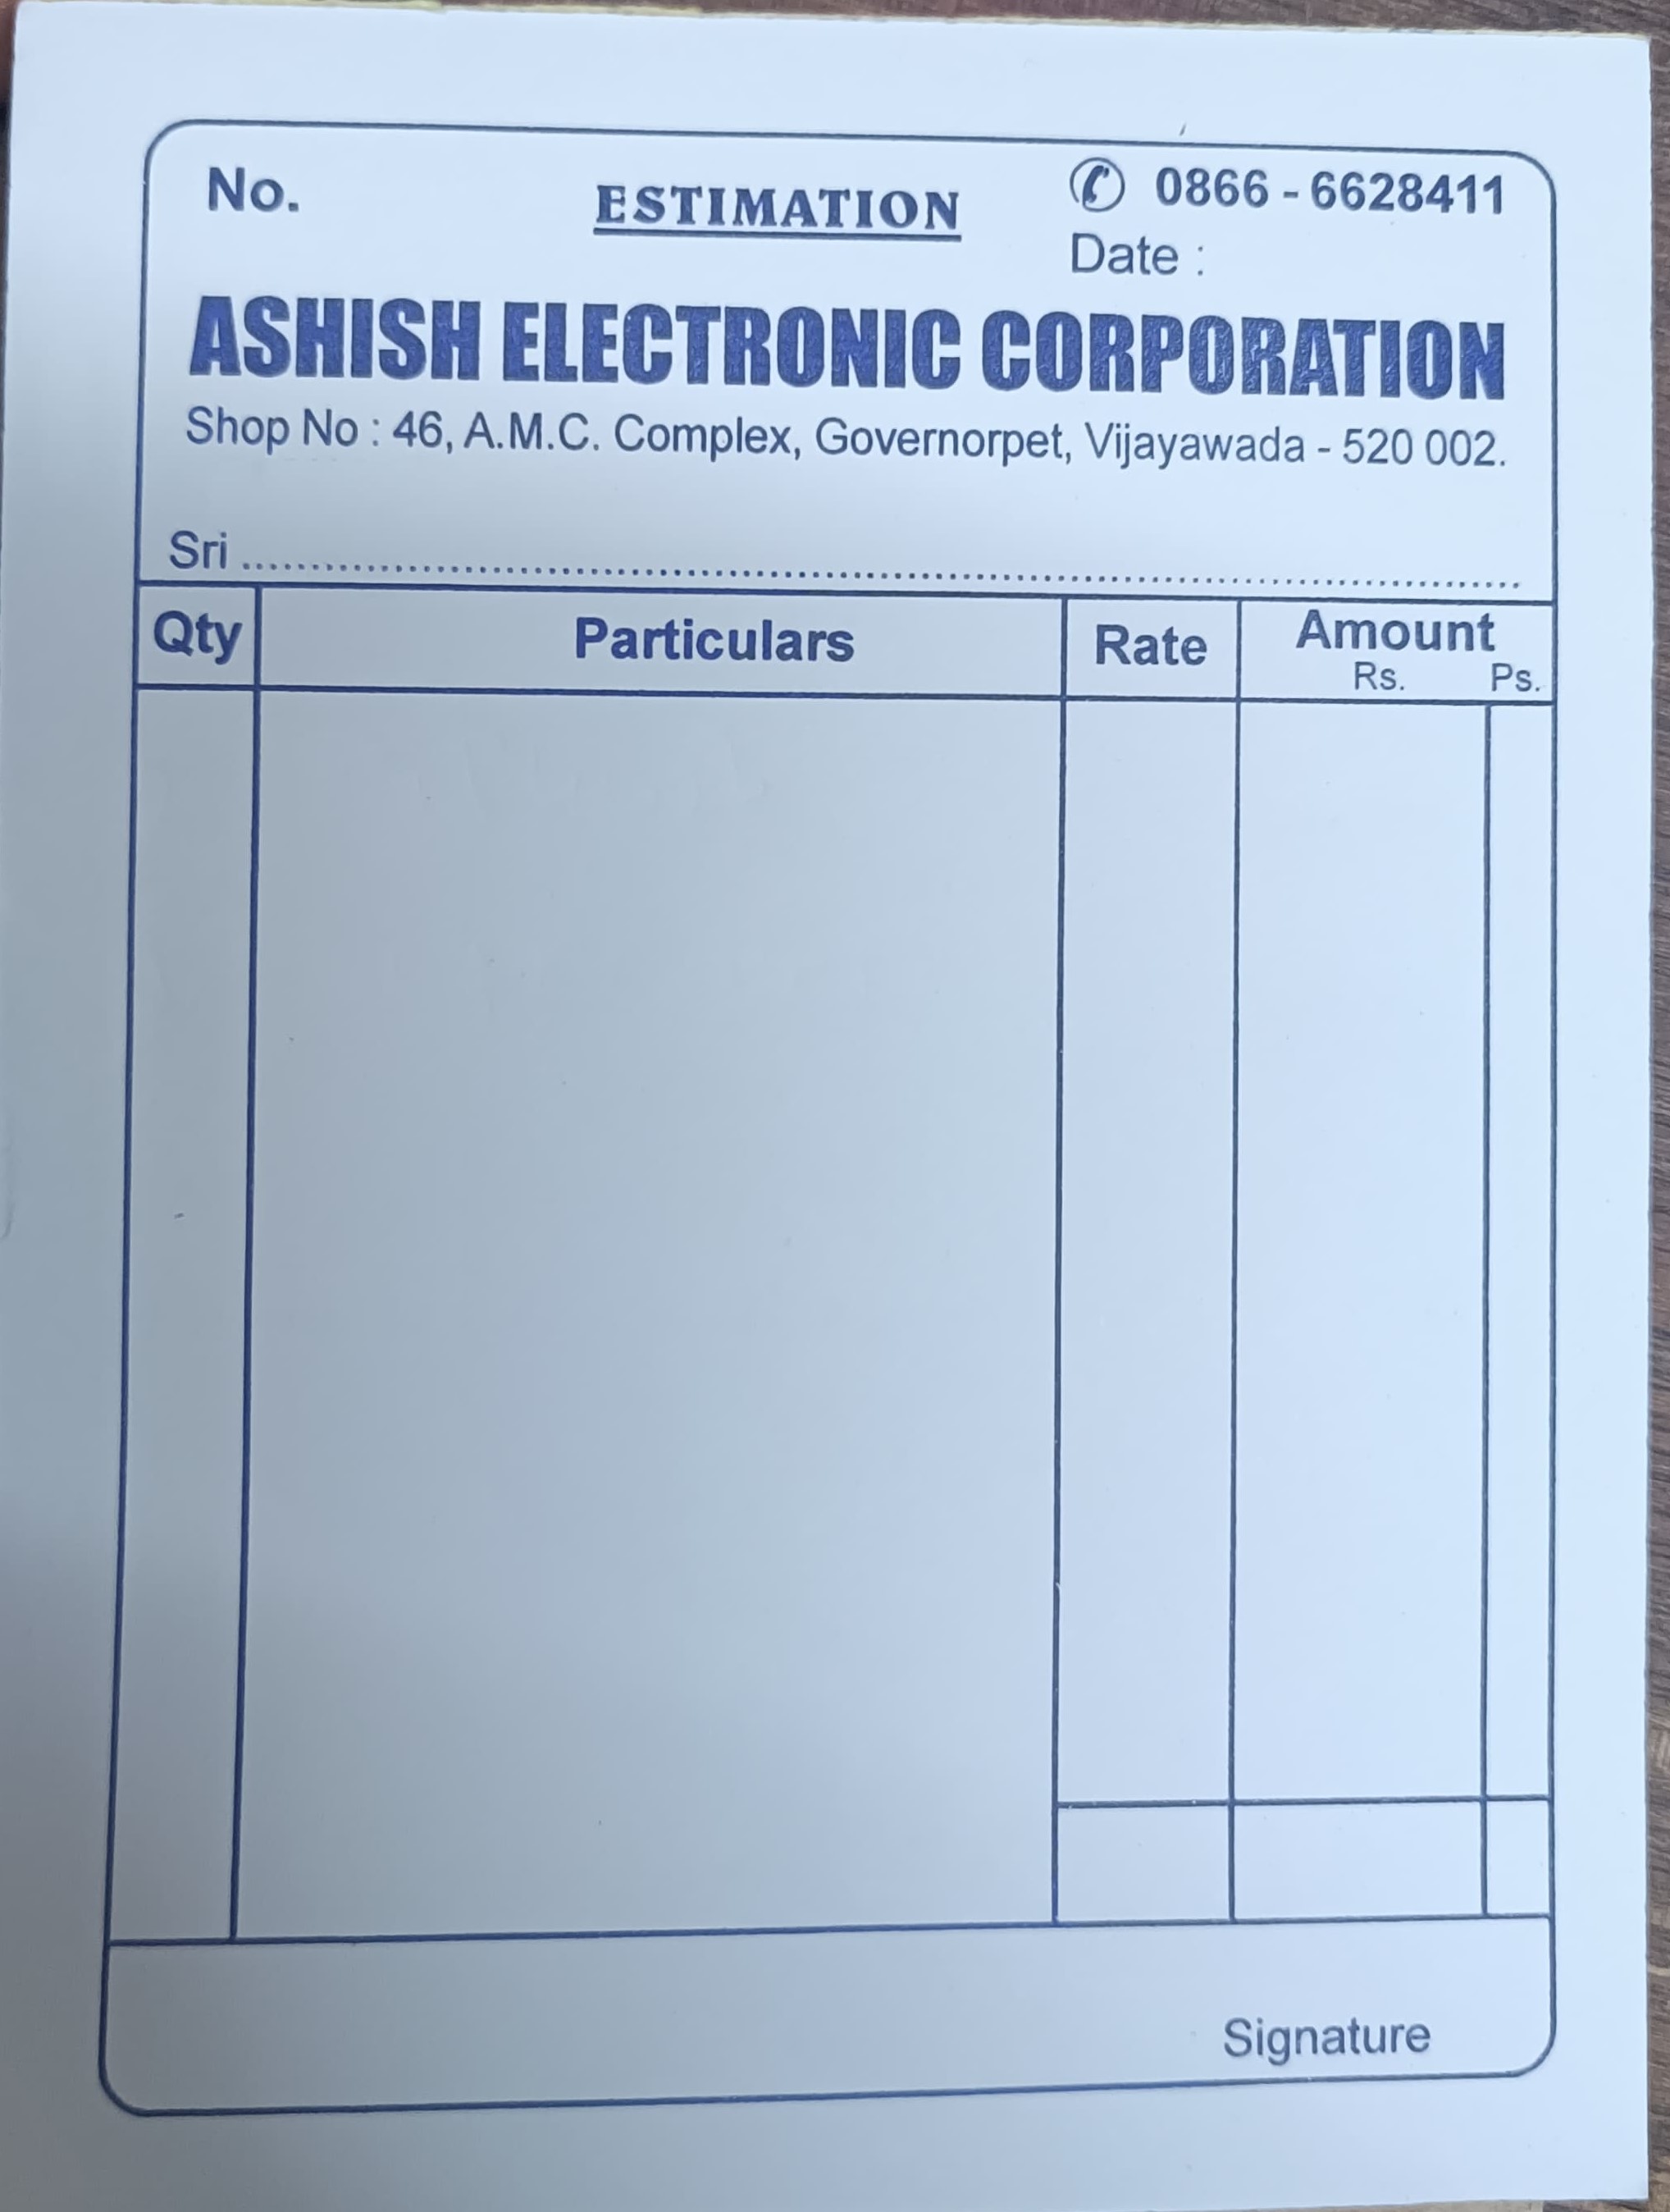 No.
ESTIMATION
✆ 0866 - 6628411
Date :
ASHISH ELECTRONIC CORPORATION
Shop No : 46, A.M.C. Complex, Governorpet, Vijayawada - 520 002.
Sri ........................................................................................................
Qty Particulars Rate Amount
Rs. Ps.
Signature